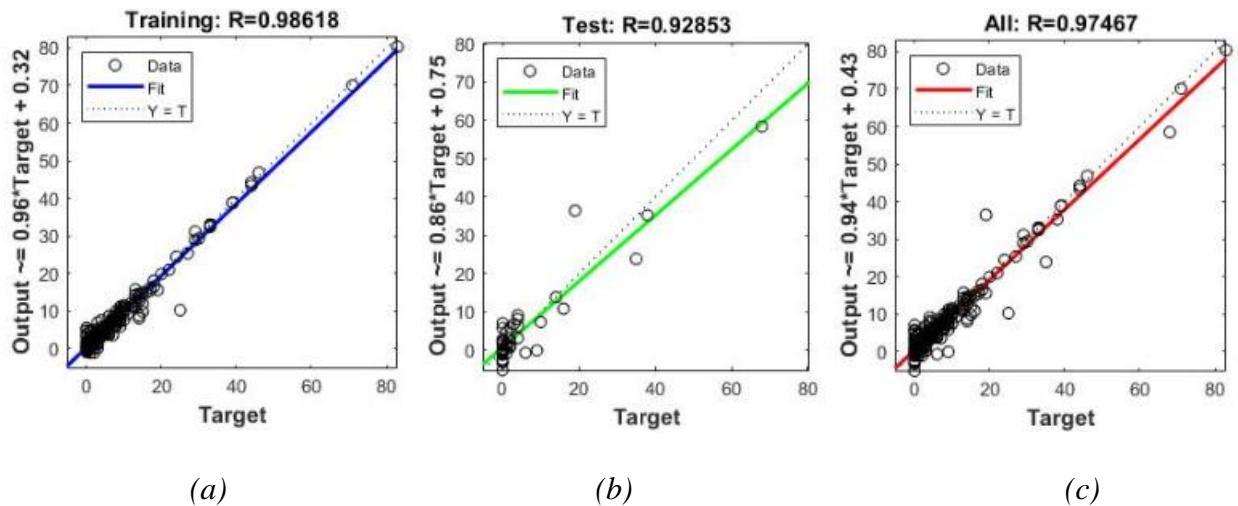 Training: R=0.98618
Output ~= 0.96*Target + 0.32
80
70
60
50
40
30
20
10
0
Data
Fit
Y = T
0
20
40
60
80
Target
(a)
Test: R=0.92853
Output ~= 0.86*Target + 0.75
80
70
60
50
40
30
20
10
0
Data
Fit
Y = T
0
20
40
60
80
Target
(b)
All: R=0.97467
Output ~= 0.94*Target + 0.43
80
70
60
50
40
30
20
10
0
Data
Fit
Y = T
0
20
40
60
80
Target
(c)